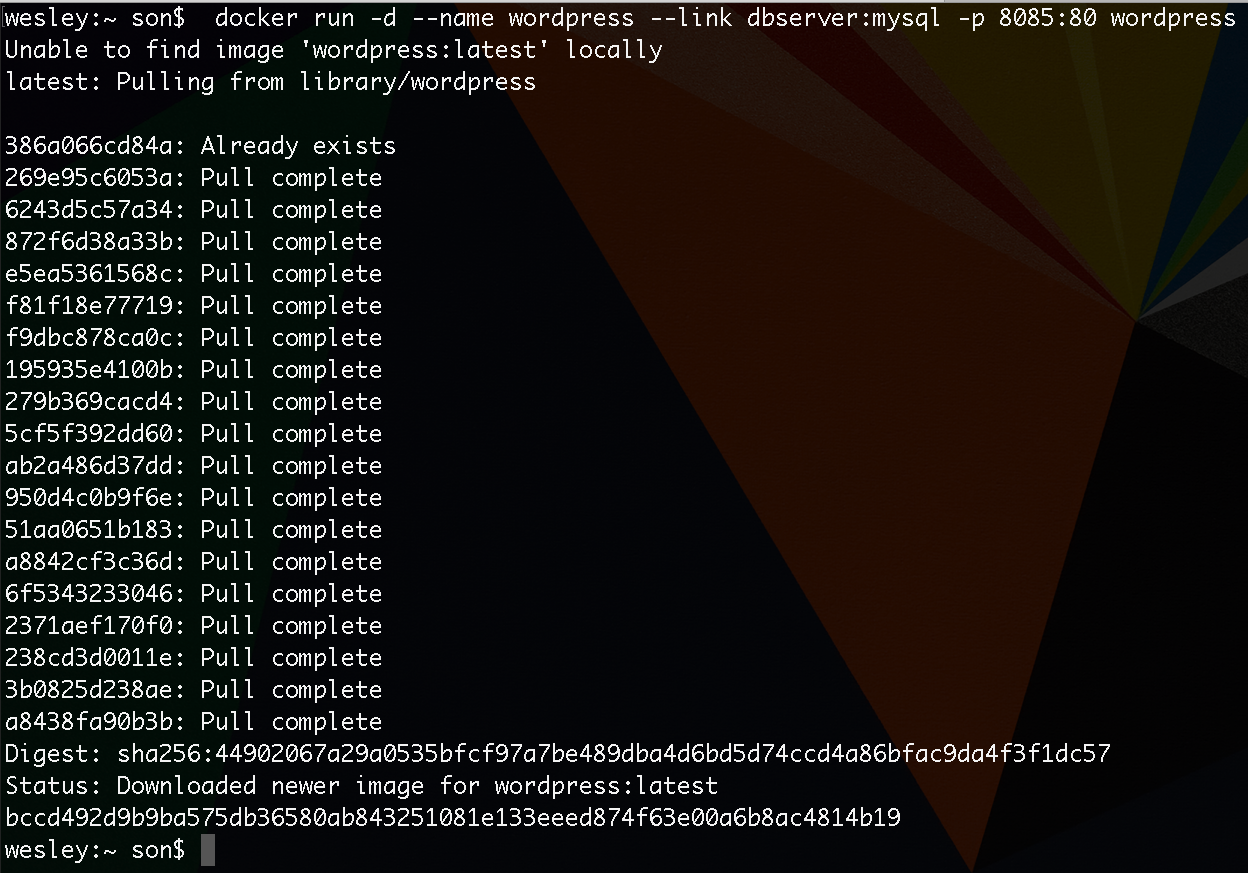 wesley:~ son$  docker run -d --name wordpress --link dbserver:mysql -p 8085:80 wordpress
Unable to find image 'wordpress:latest' locally
latest: Pulling from library/wordpress
386a066cd84a: Already exists
269e95c6053a: Pull complete
6243d5c57a34: Pull complete
872f6d38a33b: Pull complete
e5ea5361568c: Pull complete
f81f18e77719: Pull complete
f9dbc878ca0c: Pull complete
195935e4100b: Pull complete
279b369cacd4: Pull complete
5cf5f392dd60: Pull complete
ab2a486d37dd: Pull complete
950d4c0b9f6e: Pull complete
51aa0651b183: Pull complete
a8842cf3c36d: Pull complete
6f5343233046: Pull complete
2371aef170f0: Pull complete
238cd3d0011e: Pull complete
3b0825d238ae: Pull complete
a8438fa90b3b: Pull complete
Digest: sha256:44902067a29a0535bfcf97a7be489dba4d6bd5d74ccd4a86bfac9da4f3f1dc57
Status: Downloaded newer image for wordpress:latest
bccd492d9b9ba575db36580ab843251081e133eeed874f63e00a6b8ac4814b19
wesley:~ son$